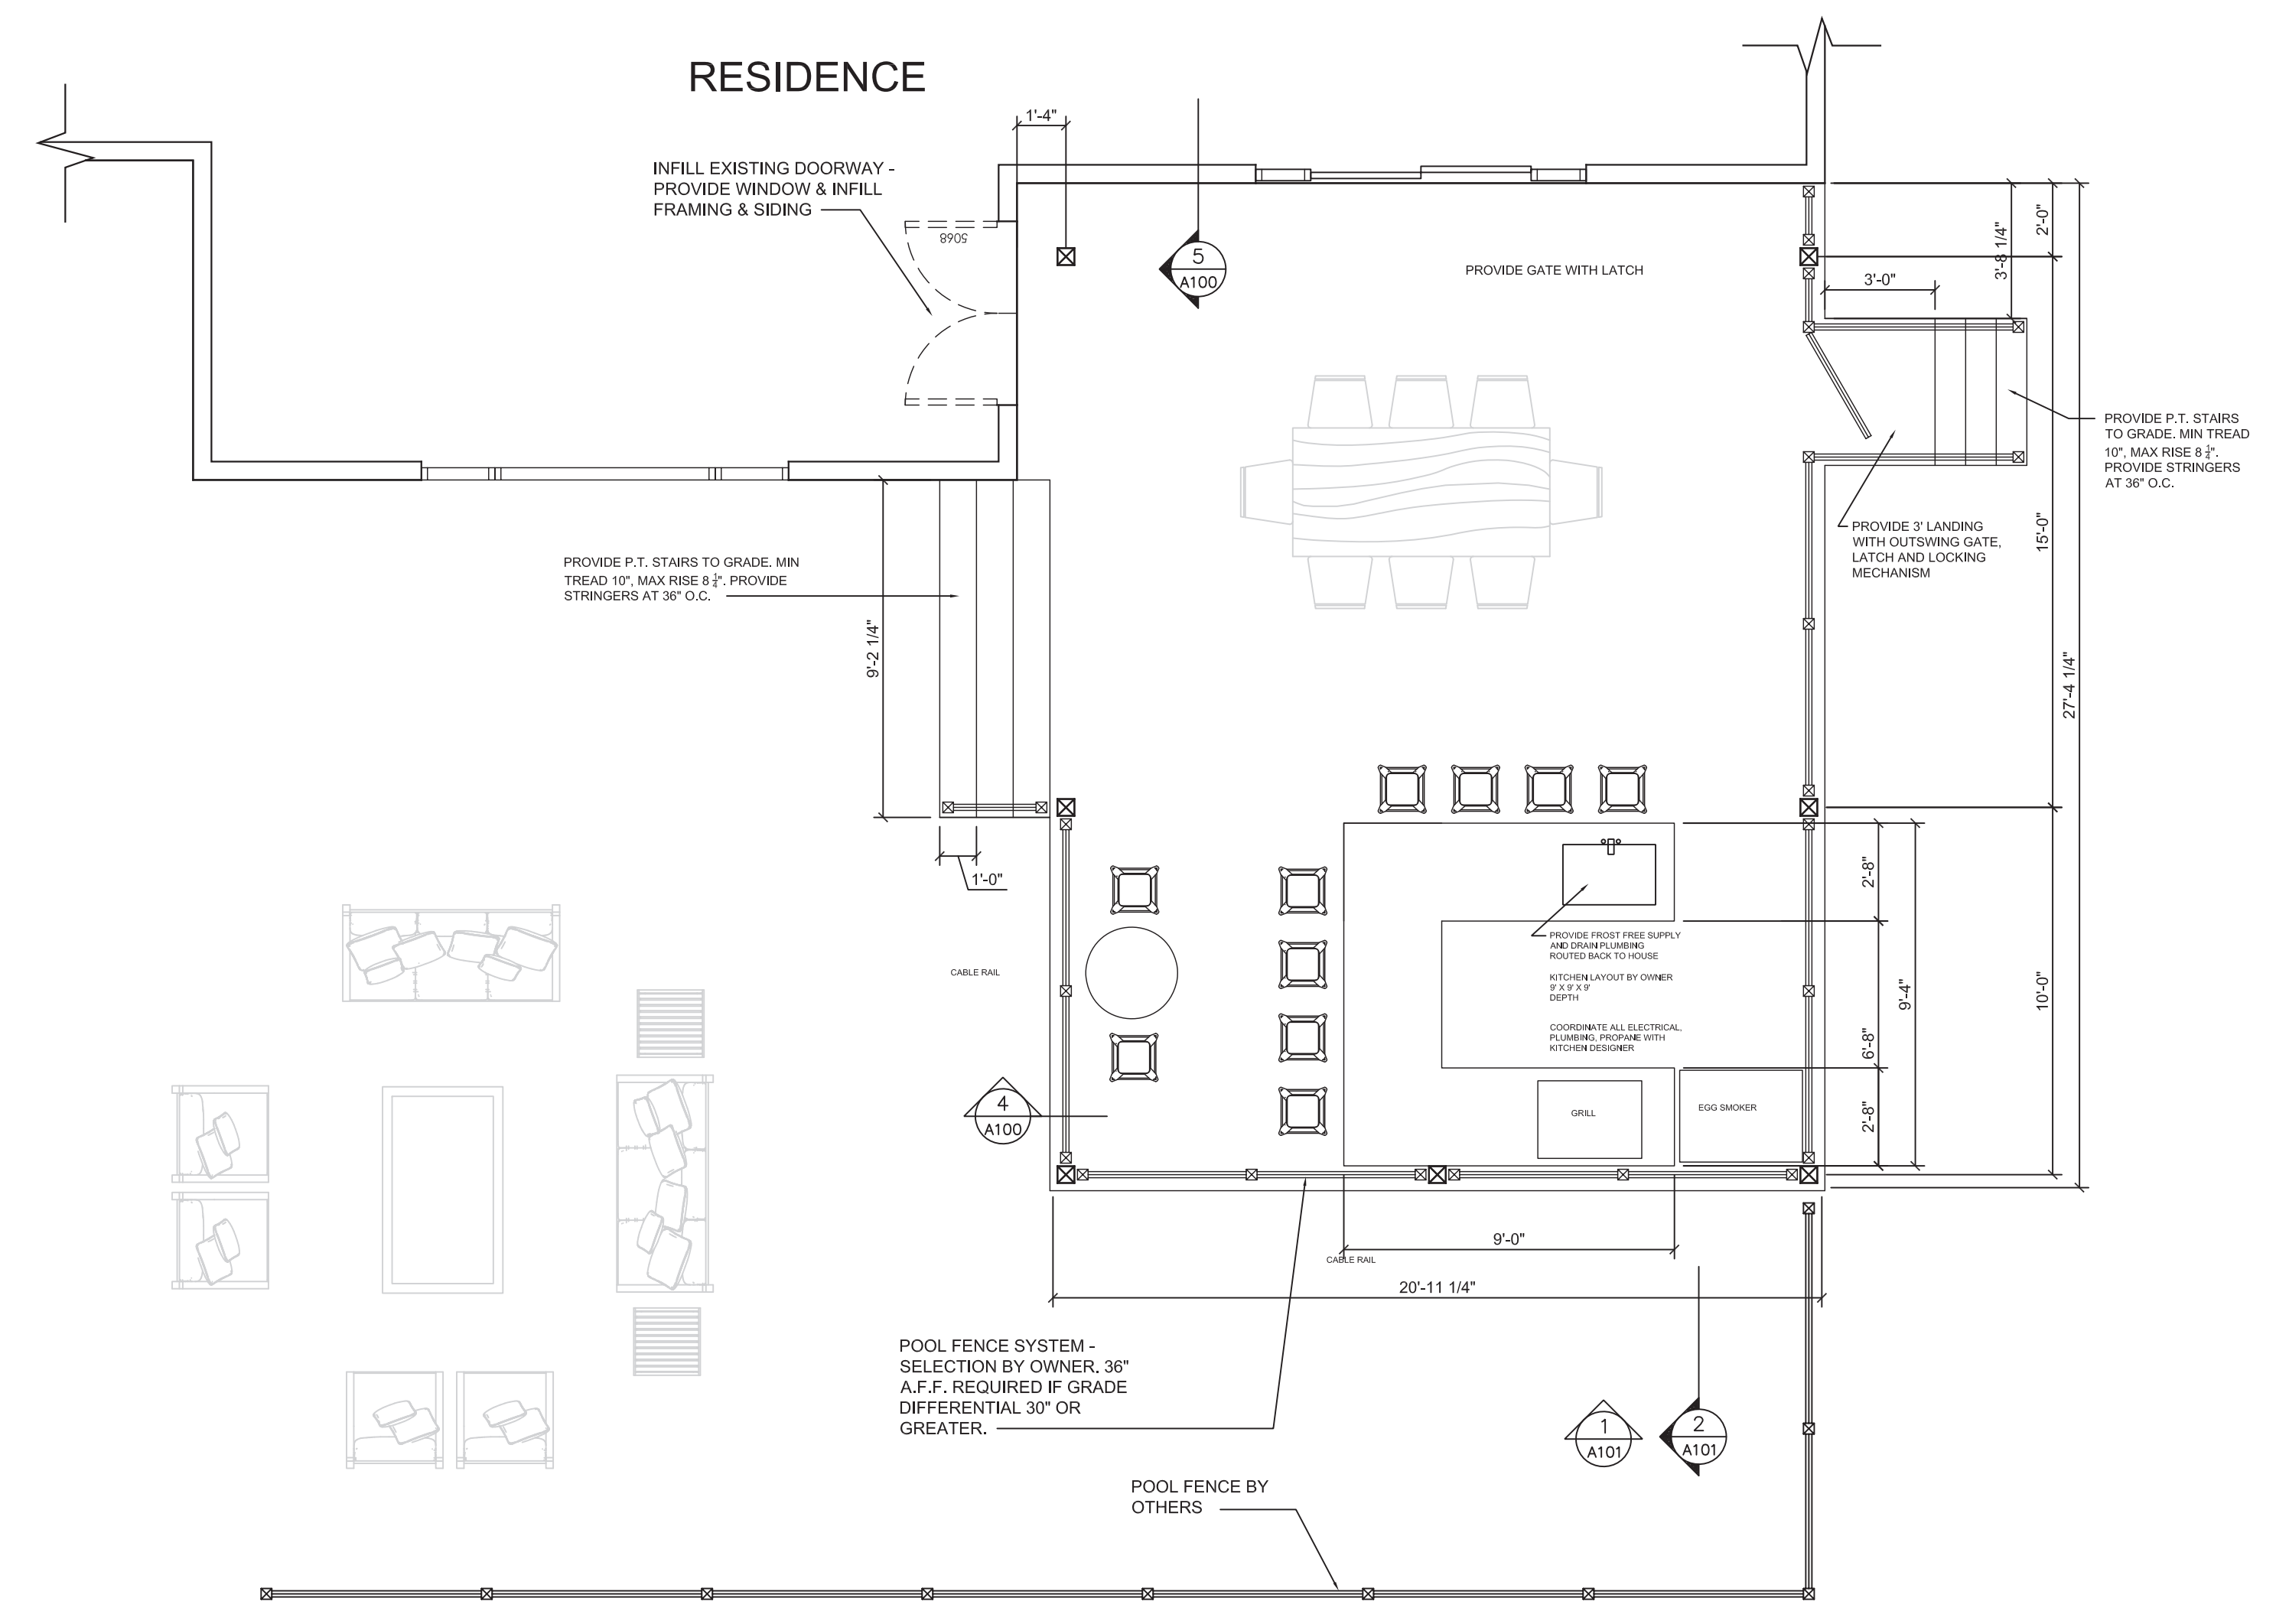 RESIDENCE
1'-4"
INFILL EXISTING DOORWAY -
PROVIDE WINDOW & INFILL
FRAMING & SIDING
5068
5
A100
PROVIDE GATE WITH LATCH
3'-8 1/4"
2'-0"
3'-0"
PROVIDE P.T. STAIRS
TO GRADE. MIN TREAD
10", MAX RISE 8 1/4".
PROVIDE STRINGERS
AT 36" O.C.
PROVIDE 3' LANDING
WITH OUTSWING GATE,
LATCH AND LOCKING
MECHANISM
15'-0"
27'-4 1/4"
PROVIDE P.T. STAIRS TO GRADE. MIN
TREAD 10", MAX RISE 8 1/4". PROVIDE
STRINGERS AT 36" O.C.
9'-2 1/4"
1'-0"
CABLE RAIL
PROVIDE FROST FREE SUPPLY
AND DRAIN PLUMBING
ROUTED BACK TO HOUSE
KITCHEN LAYOUT BY OWNER
9' X 9' X 9'
DEPTH
COORDINATE ALL ELECTRICAL,
PLUMBING, PROPANE WITH
KITCHEN DESIGNER
2'-8"
6'-8"
2'-8"
9'-4"
10'-0"
4
A100
GRILL
EGG SMOKER
9'-0"
CABLE RAIL
20'-11 1/4"
POOL FENCE SYSTEM -
SELECTION BY OWNER. 36"
A.F.F. REQUIRED IF GRADE
DIFFERENTIAL 30" OR
GREATER.
1
A101
2
A101
POOL FENCE BY
OTHERS